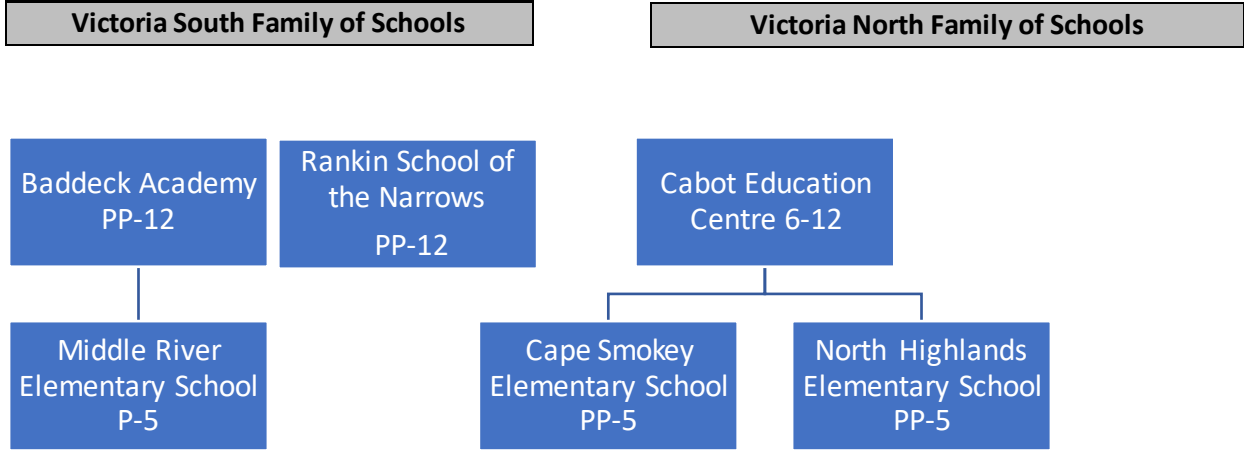 Victoria South Family of Schools
Victoria North Family of Schools
Baddeck Academy
PP-12
Rankin School of
the Narrows
PP-12
Cabot Education
Centre 6-12
Middle River
Elementary School
P-5
Cape Smokey
Elementary School
PP-5
North Highlands
Elementary School
PP-5